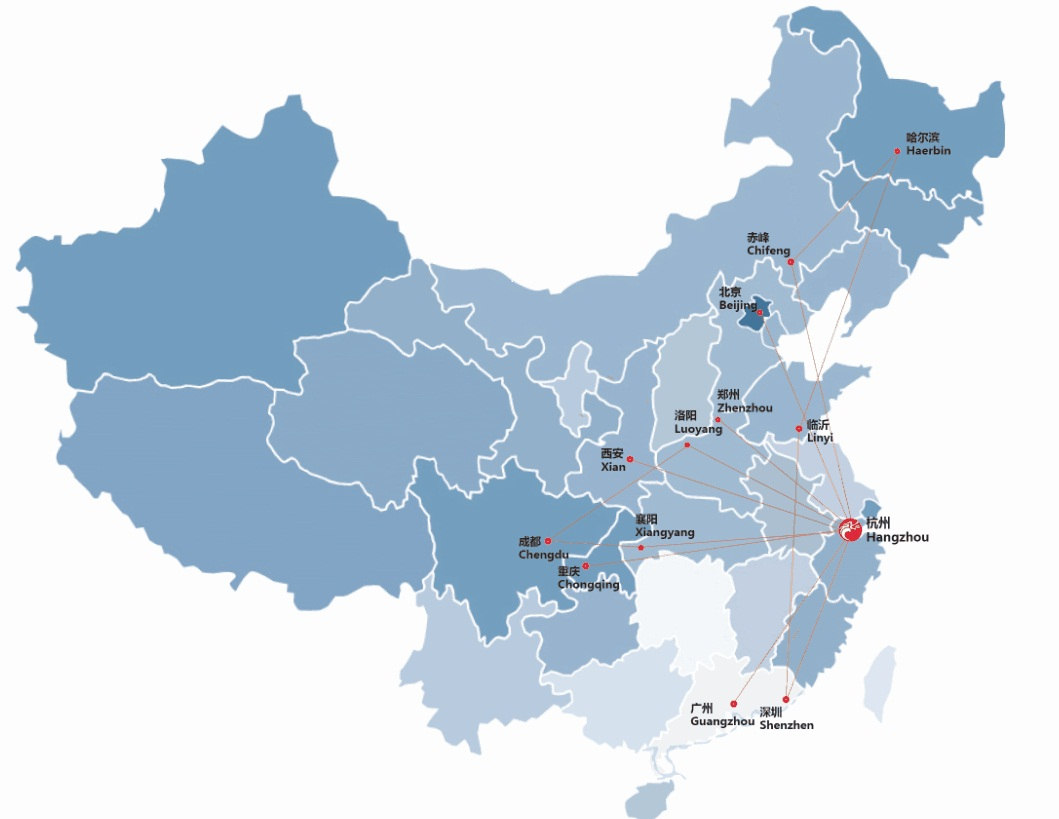 哈尔滨
Haerbin
赤峰
Chifeng
北京
Beijing
郑州
Zhenzhou
洛阳
Luoyang
临沂
Linyi
西安
Xian
襄阳
Xiangyang
杭州
Hangzhou
成都
Chengdu
重庆
Chongqing
广州
Guangzhou
深圳
Shenzhen